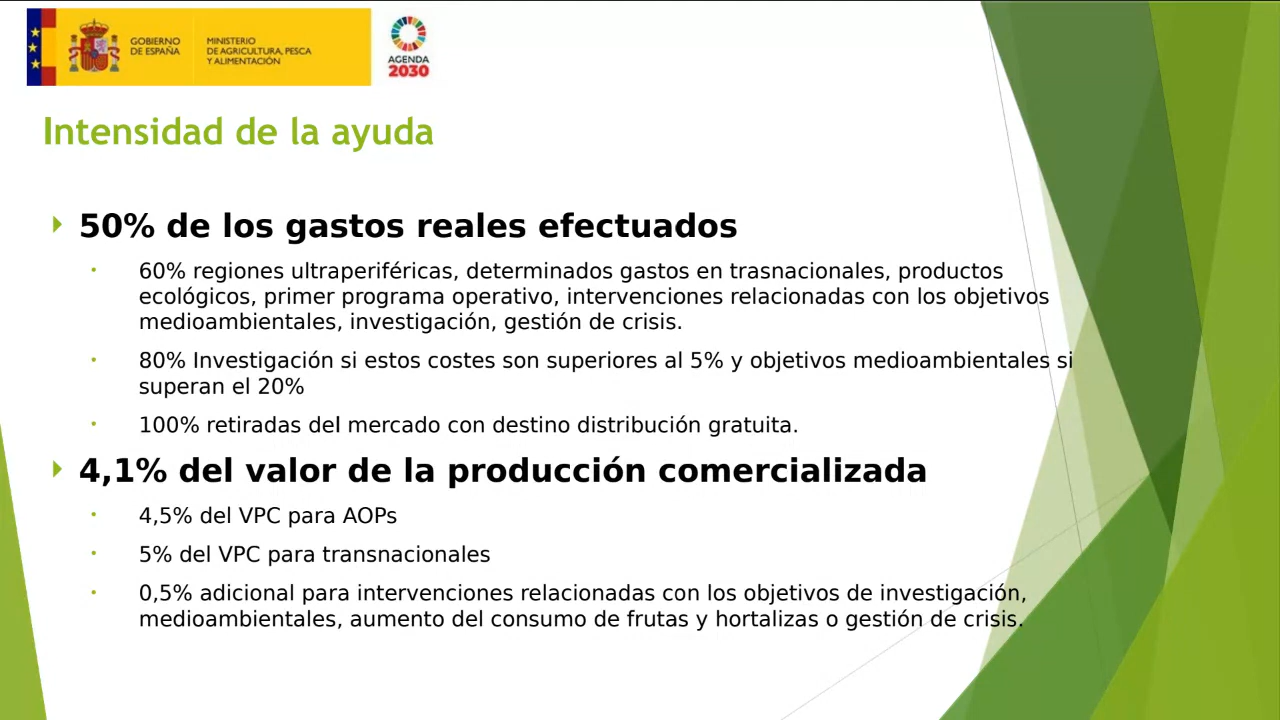 GOBIERNO
DE ESPAÑA
MINISTERIO
DE AGRICULTURA, PESCA
Y ALIMENTACIÓN
AGENDA
2030
Intensidad de la ayuda
50% de los gastos reales efectuados
60% regiones ultraperiféricas, determinados gastos en trasnacionales, productos
ecológicos, primer programa operativo, intervenciones relacionadas con los objetivos
medioambientales, investigación, gestión de crisis.
80% Investigación si estos costes son superiores al 5% y objetivos medioambientales si
superan el 20%
100% retiradas del mercado con destino distribución gratuita.
4,1% del valor de la producción comercializada
4,5% del VPC para AOPs
5% del VPC para transnacionales
0,5% adicional para intervenciones relacionadas con los objetivos de investigación,
medioambientales, aumento del consumo de frutas y hortalizas o gestión de crisis.